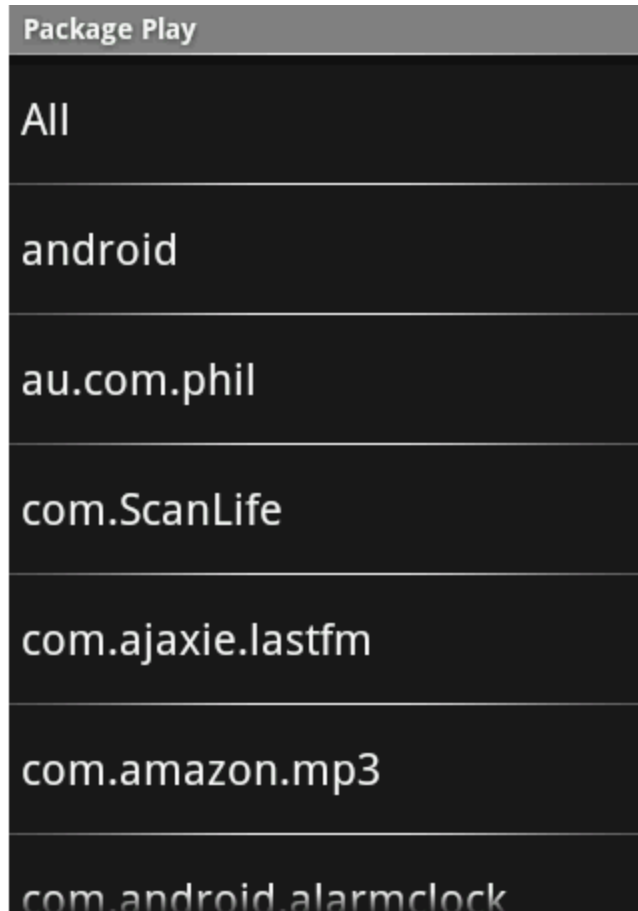 Package Play
All
android
au.com.phil
com.ScanLife
com.ajaxie.lastfm
com.amazon.mp3
com.android.alarmclock